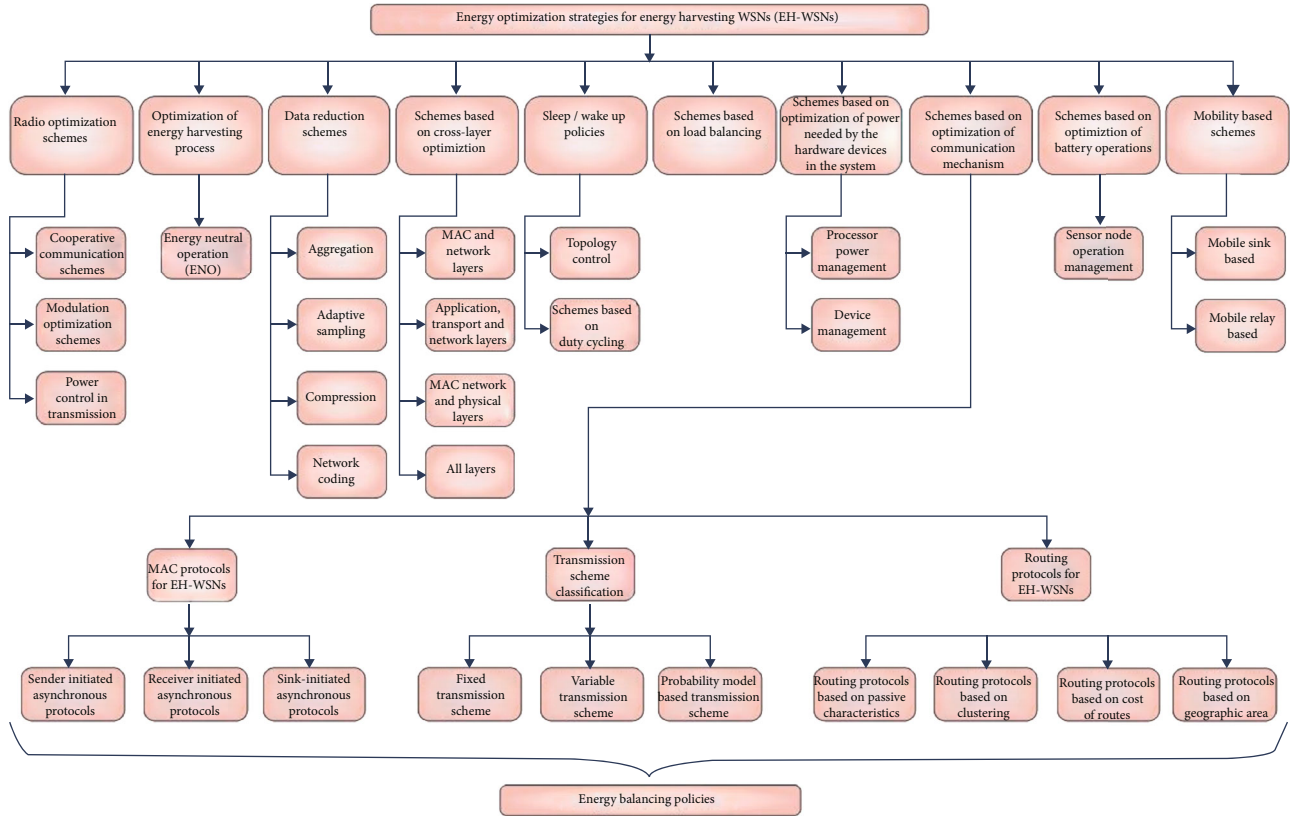 Energy optimization strategies for energy harvesting WSNs (EH-WSNs)
Radio optimization
schemes
Optimization of
energy harvesting
process
Data reduction
schemes
Schemes based
on cross-layer
optimiztion
Sleep / wake up
policies
Schemes based
on load balancing
Schemes based on
optimization of power
needed by the
hardware devices
in the system
Schemes based on
optimization of
communication
mechanism
Schemes based on
optimiztion of
battery operations
Mobility based
schemes
Cooperative
communication
schemes
Modulation
optimization
schemes
Power
control in
transmission
Energy neutral
operation
(ENO)
Aggregation
Adaptive
sampling
Compression
Network
coding
MAC and
network
layers
Application,
transport and
network layers
MAC network
and physical
layers
All layers
Topology
control
Schemes based
on
duty cycling
Processor
power
management
Device
management
Sensor node
operation
management
Mobile sink
based
Mobile relay
based
MAC protocols
for EH-WSNs
Transmission
scheme
classification
Routing
protocols for
EH-WSNs
Sender initiated
asynchronous
protocols
Receiver initiated
asynchronous
protocols
Sink-initiated
asynchronous
protocols
Fixed
transmission
scheme
Variable
transmission
scheme
Probability model
based transmission
scheme
Routing protocols
based on passive
characteristics
Routing protocols
based on
clustering
Routing protocols
based on cost
of routes
Routing protocols
based on
geographic area
Energy balancing policies